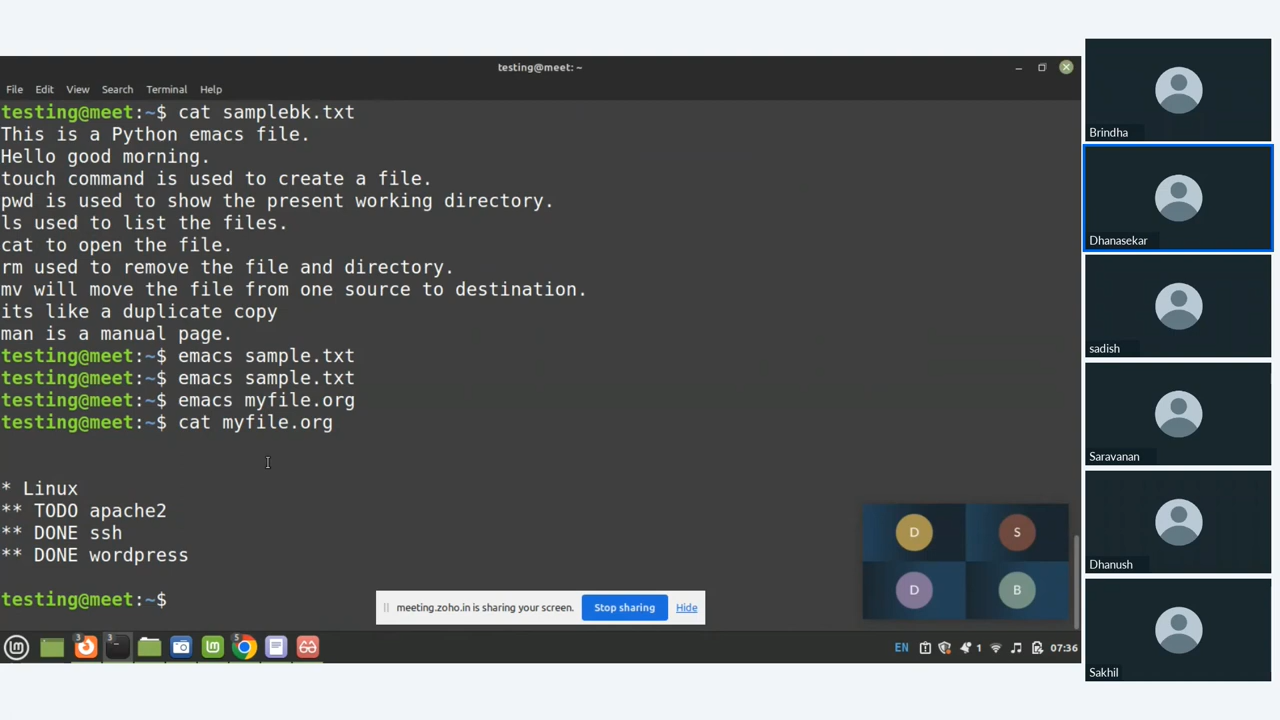 testing@meet: ~
File Edit View Search Terminal Help
testing@meet:~$ cat samplebk.txt
This is a Python emacs file.
Hello good morning.
touch command is used to create a file.
pwd is used to show the present working directory.
ls used to list the files.
cat to open the file.
rm used to remove the file and directory.
mv will move the file from one source to destination.
its like a duplicate copy
man is a manual page.
testing@meet:~$ emacs sample.txt
testing@meet:~$ emacs sample.txt
testing@meet:~$ emacs myfile.org
testing@meet:~$ cat myfile.org
* Linux
** TODO apache2
** DONE ssh
** DONE wordpress
testing@meet:~$
D S
D B
meeting.zoho.in is sharing your screen. Stop sharing Hide
3 3 5
EN 1 07:36
Brindha
Dhanasekar
sadish
Saravanan
Dhanush
Sakhil